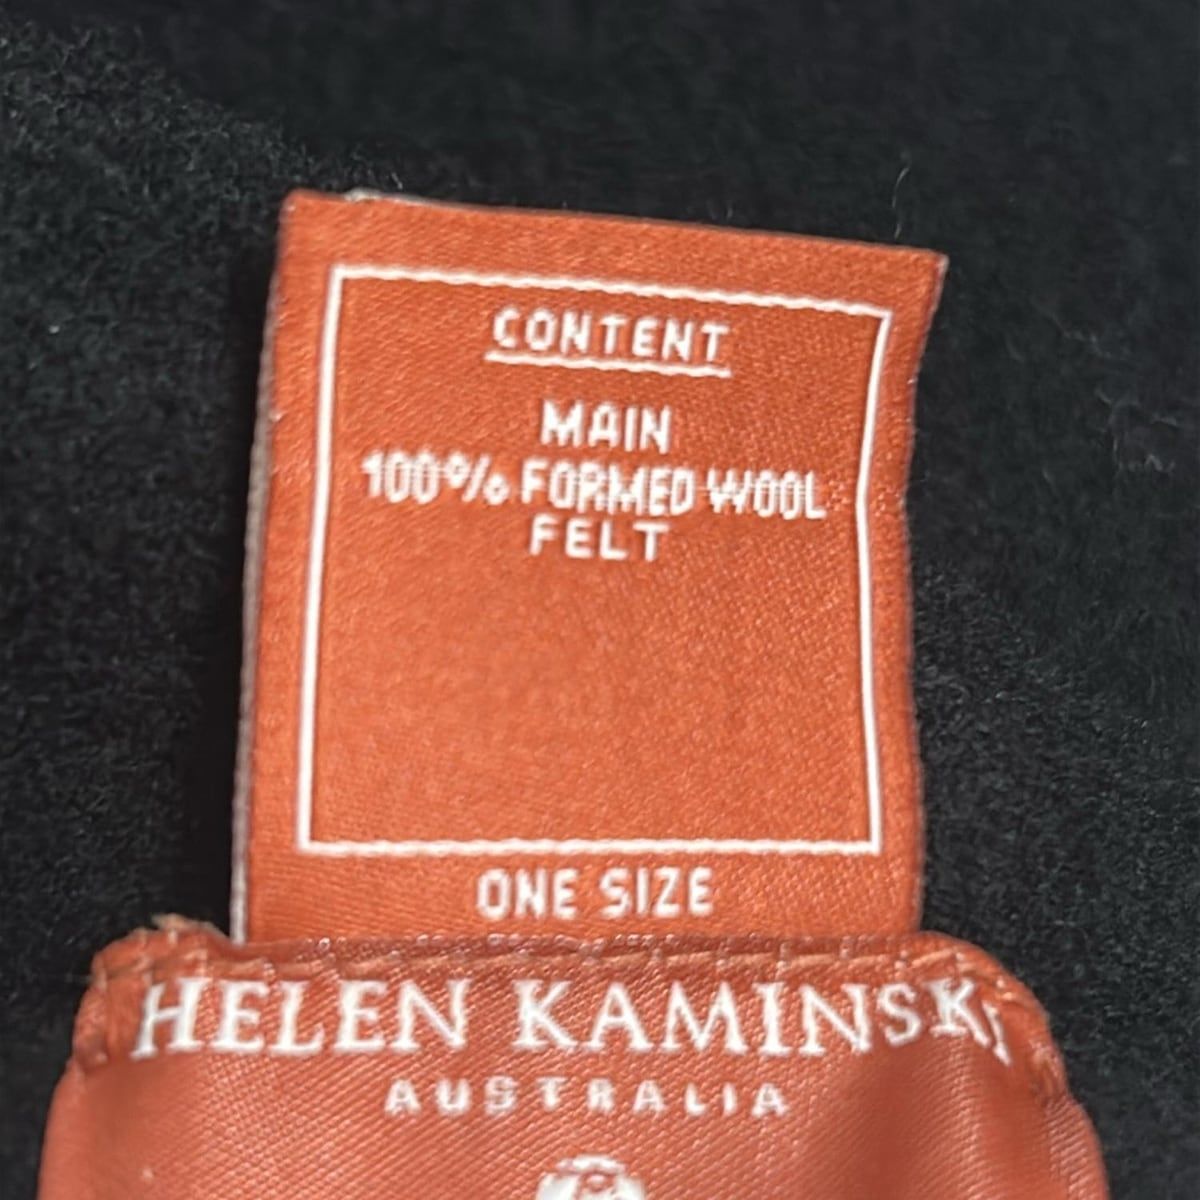 CONTENT
MAIN
100% FORMED WOOL
FELT
ONE SIZE
HELEN KAMINSKI
AUSTRALIA